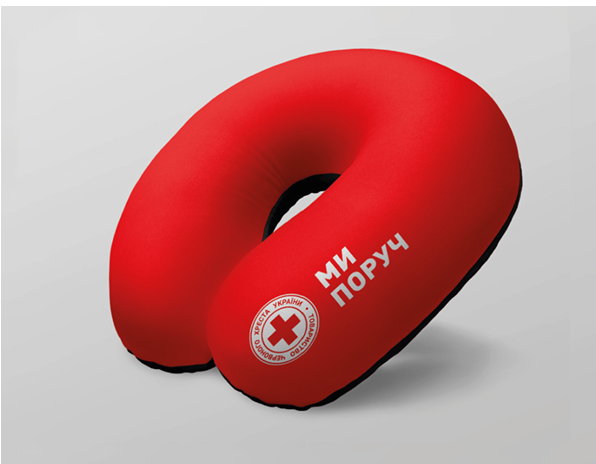 МИ
ПОРУЧ
ТОВАРИСТВО ЧЕРВОНОГО ХРЕСТА УКРАЇНИ